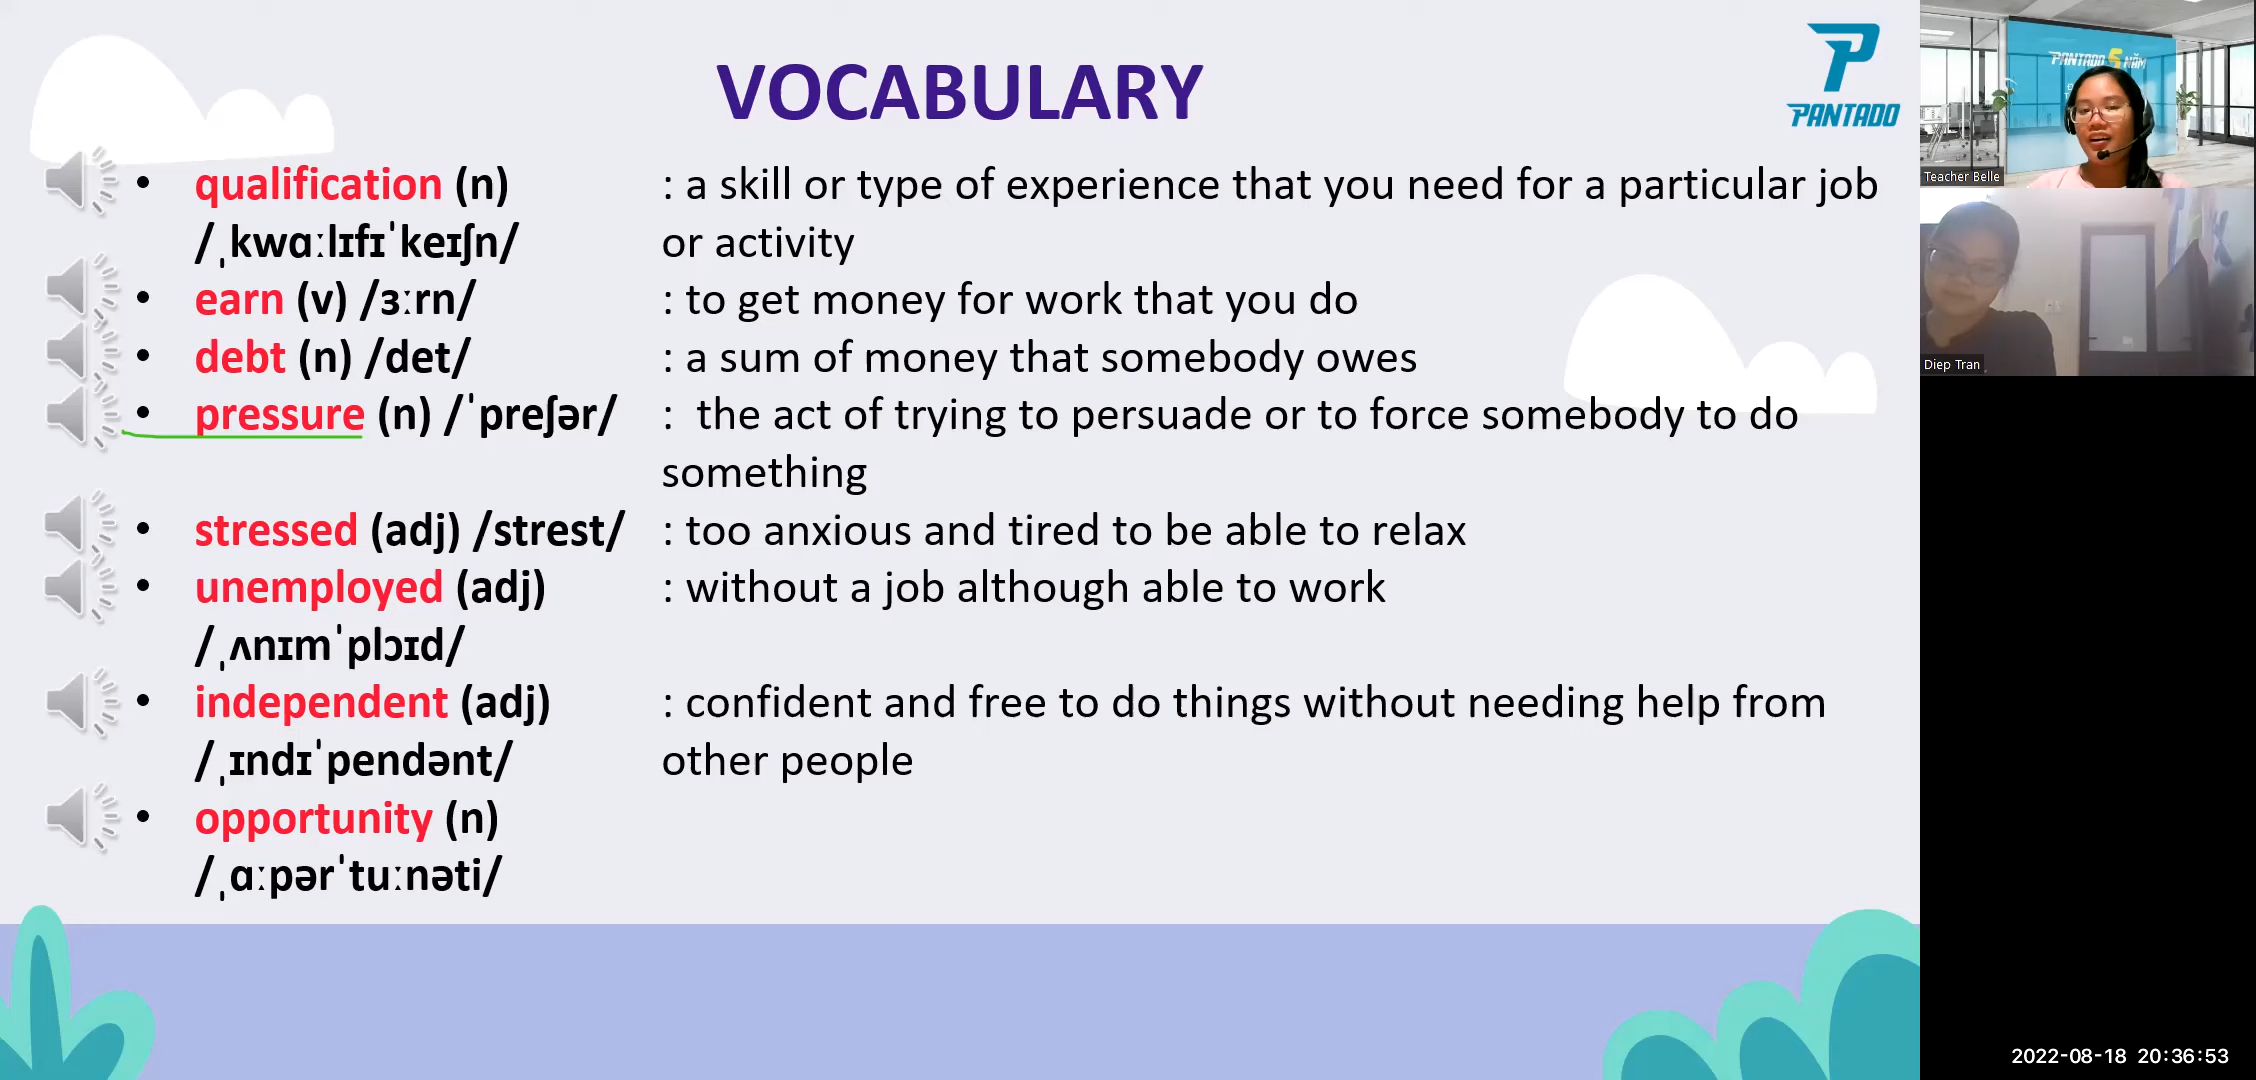 VOCABULARY
PANTADO
• qualification (n) : a skill or type of experience that you need for a particular job
/ˌkwɑːlɪfɪˈkeɪʃn/ or activity
• earn (v) /ɜːrn/ : to get money for work that you do
• debt (n) /det/ : a sum of money that somebody owes
• pressure (n) /ˈpreʃər/ : the act of trying to persuade or to force somebody to do
something
• stressed (adj) /strest/ : too anxious and tired to be able to relax
• unemployed (adj) : without a job although able to work
/ˌʌnɪmˈplɔɪd/
• independent (adj) : confident and free to do things without needing help from
/ˌɪndɪˈpendənt/ other people
• opportunity (n)
/ˌɑːpərˈtuːnəti/
PANTADO 5 NĂM
Teacher Belle
Diep Tran
2022-08-18 20:36:53